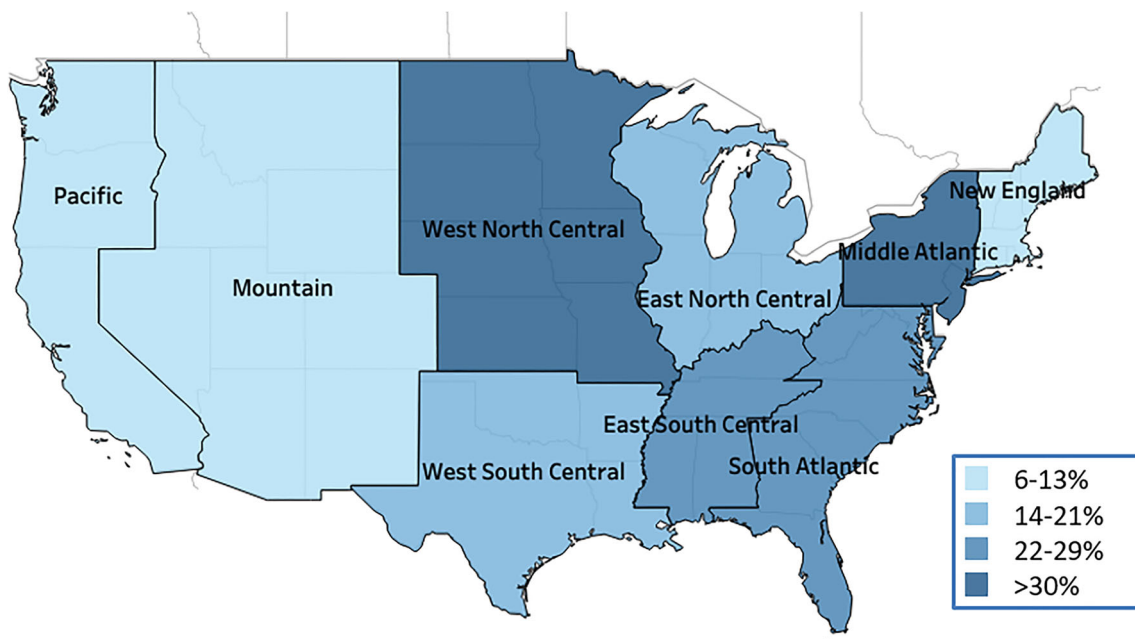 New England
Pacific
West North Central
Middle Atlantic
Mountain
East North Central
East South Central
West South Central
South Atlantic
6-13%
14-21%
22-29%
>30%